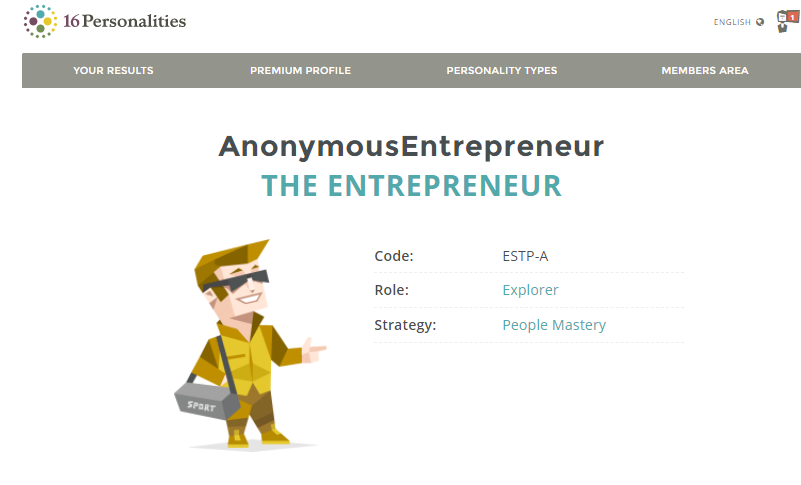 16Personalities
ENGLISH
1
YOUR RESULTS PREMIUM PROFILE PERSONALITY TYPES MEMBERS AREA
AnonymousEntrepreneur
THE ENTREPRENEUR
Code: ESTP-A
Role: Explorer
Strategy: People Mastery
SPORT